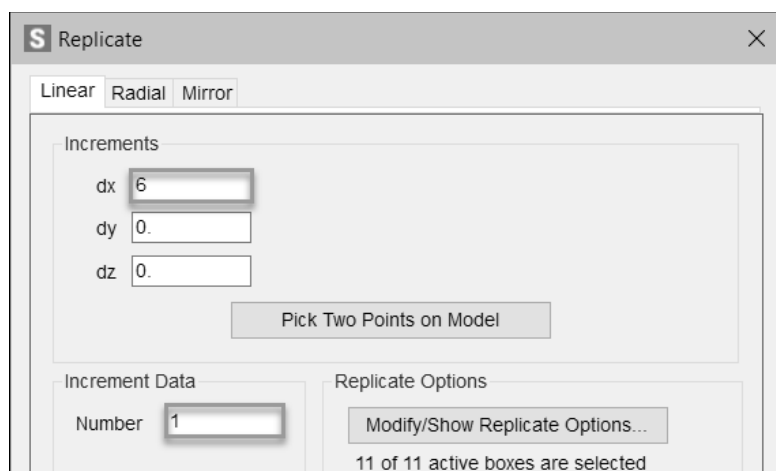 S Replicate
Linear Radial Mirror
Increments
dx 6
dy 0.
dz 0.
Pick Two Points on Model
Increment Data
Number 1
Replicate Options
Modify/Show Replicate Options...
11 of 11 active boxes are selected